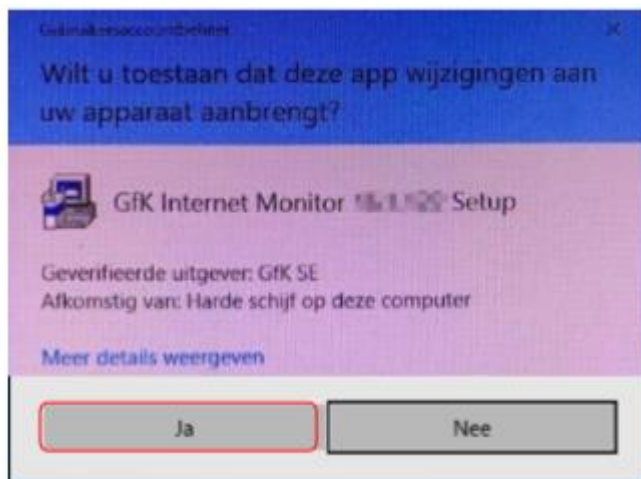 Gebruikersaccountbeheer
Wilt u toestaan dat deze app wijzigingen aan
uw apparaat aanbrengt?
GfK Internet Monitor Setup
Geverifieerde uitgever: GfK SE
Afkomstig van: Harde schijf op deze computer
Meer details weergeven
Ja
Nee